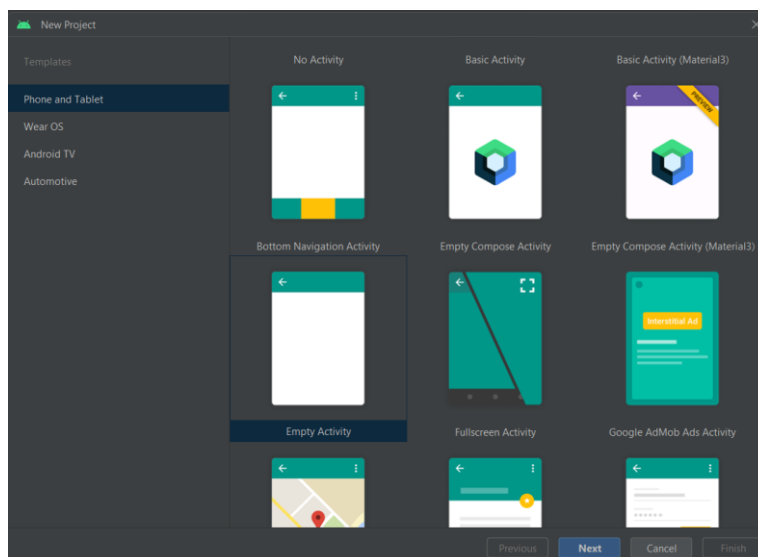 New Project
Templates
Phone and Tablet
Wear OS
Android TV
Automotive
No Activity
Basic Activity
Basic Activity (Material3)
PREVIEW
Bottom Navigation Activity
Empty Compose Activity
Empty Compose Activity (Material3)
Interstitial Ad
Empty Activity
Fullscreen Activity
Google AdMob Ads Activity
Previous
Next
Cancel
Finish